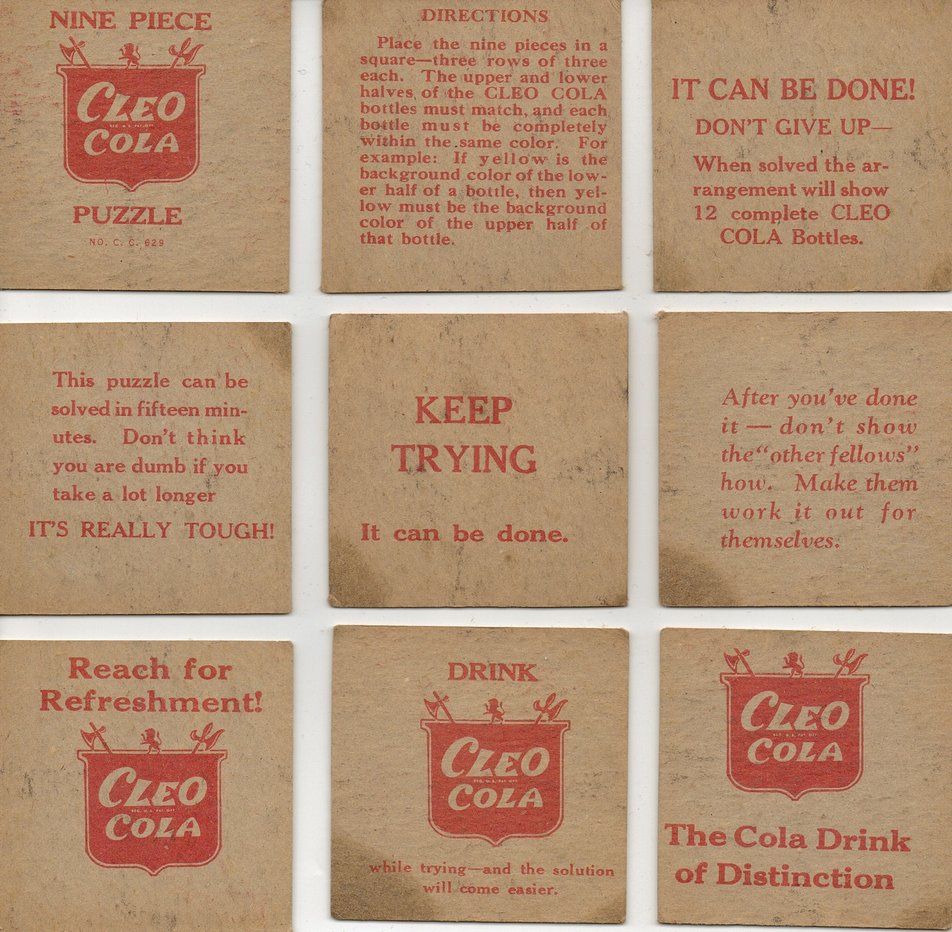 NINE PIECE
CLEO
COLA
PUZZLE
NO. C. C. 629
DIRECTIONS
Place the nine pieces in a
square—three rows of three
each. The upper and lower
halves of the CLEO COLA
bottles must match, and each
bottle must be completely
within the same color. For
example: If yellow is the
background color of the low-
er half of a bottle, then yel-
low must be the background
color of the upper half of
that bottle.
IT CAN BE DONE!
DON'T GIVE UP—
When solved the ar-
rangement will show
12 complete CLEO
COLA Bottles.
This puzzle can be
solved in fifteen min-
utes. Don't think
you are dumb if you
take a lot longer
IT'S REALLY TOUGH!
KEEP
TRYING
It can be done.
After you've done
it — don't show
the "other fellows"
how. Make them
work it out for
themselves.
Reach for
Refreshment!
CLEO
COLA
DRINK
CLEO
COLA
while trying—and the solution
will come easier.
CLEO
COLA
The Cola Drink
of Distinction